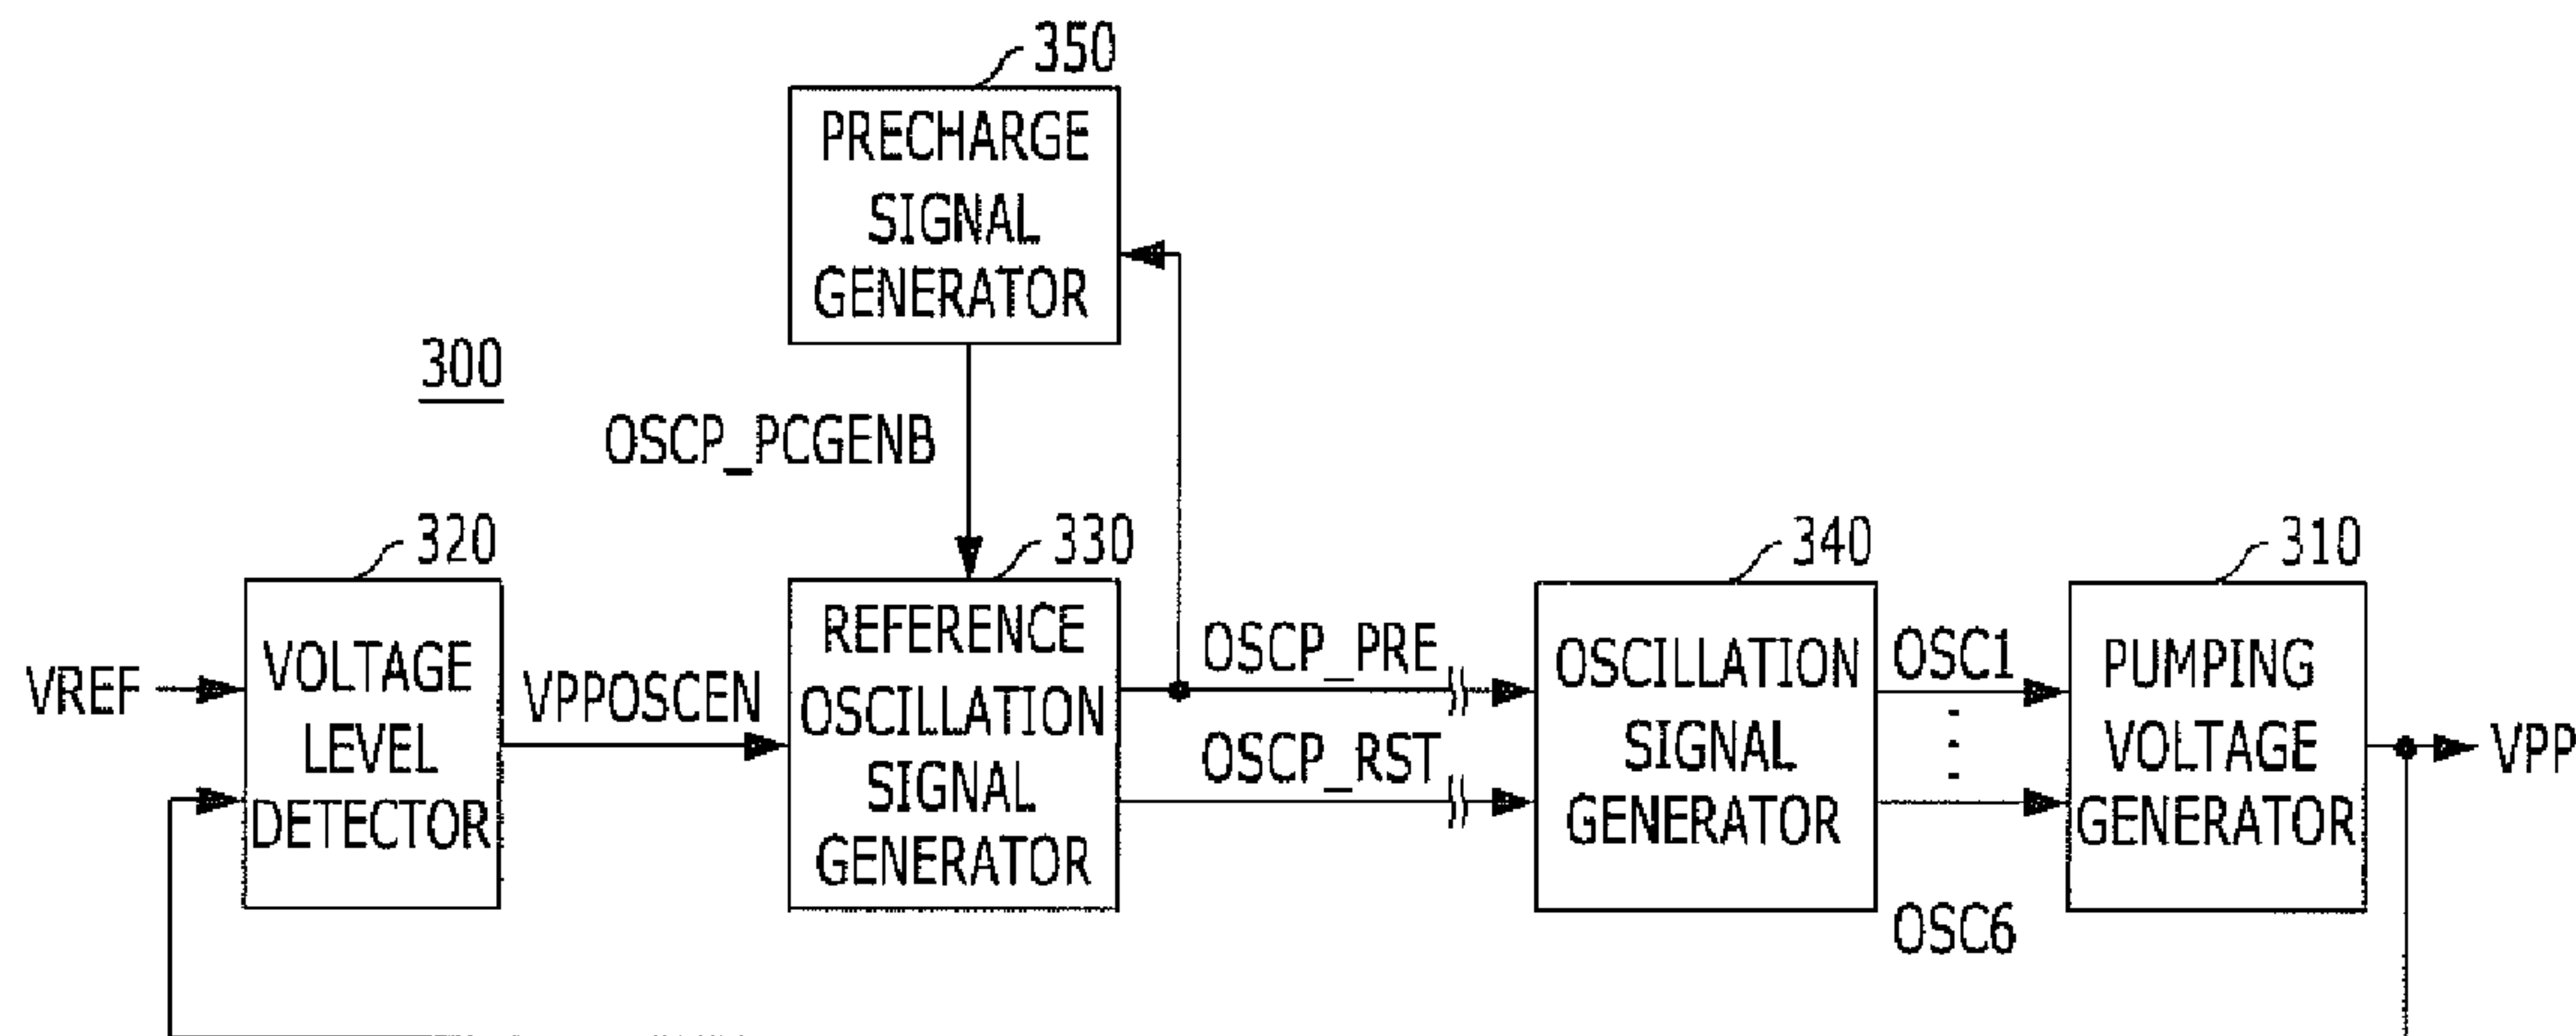 350
PRECHARGE
SIGNAL
GENERATOR
300
OSCP_PCGENB
320
VREF
VOLTAGE
LEVEL
DETECTOR
VPPOSCEN
330
REFERENCE
OSCILLATION
SIGNAL
GENERATOR
OSCP_PRE
OSCP_RST
340
OSCILLATION
SIGNAL
GENERATOR
OSC1
OSC6
310
PUMPING
VOLTAGE
GENERATOR
VPP